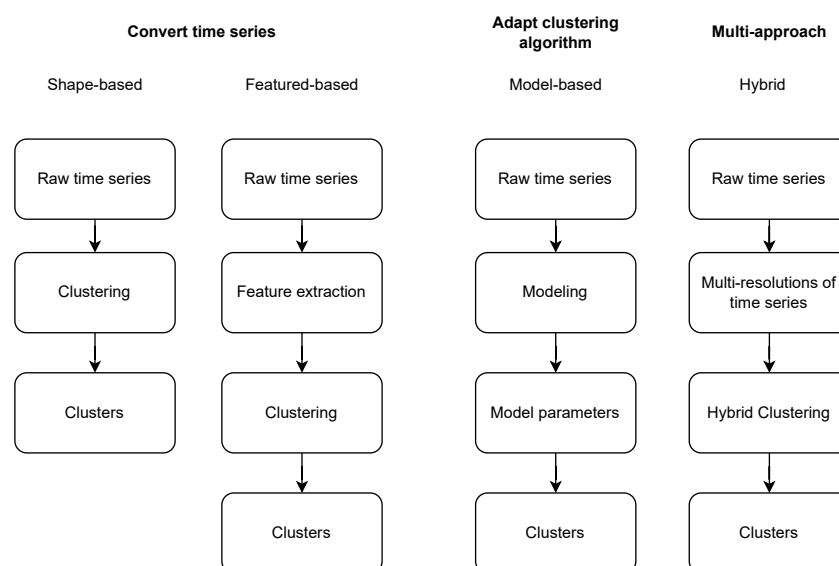 Convert time series
Adapt clustering
algorithm
Multi-approach
Shape-based
Featured-based
Model-based
Hybrid
Raw time series
Raw time series
Raw time series
Raw time series
Clustering
Feature extraction
Modeling
Multi-resolutions of
time series
Clusters
Clustering
Model parameters
Hybrid Clustering
Clusters
Clusters
Clusters